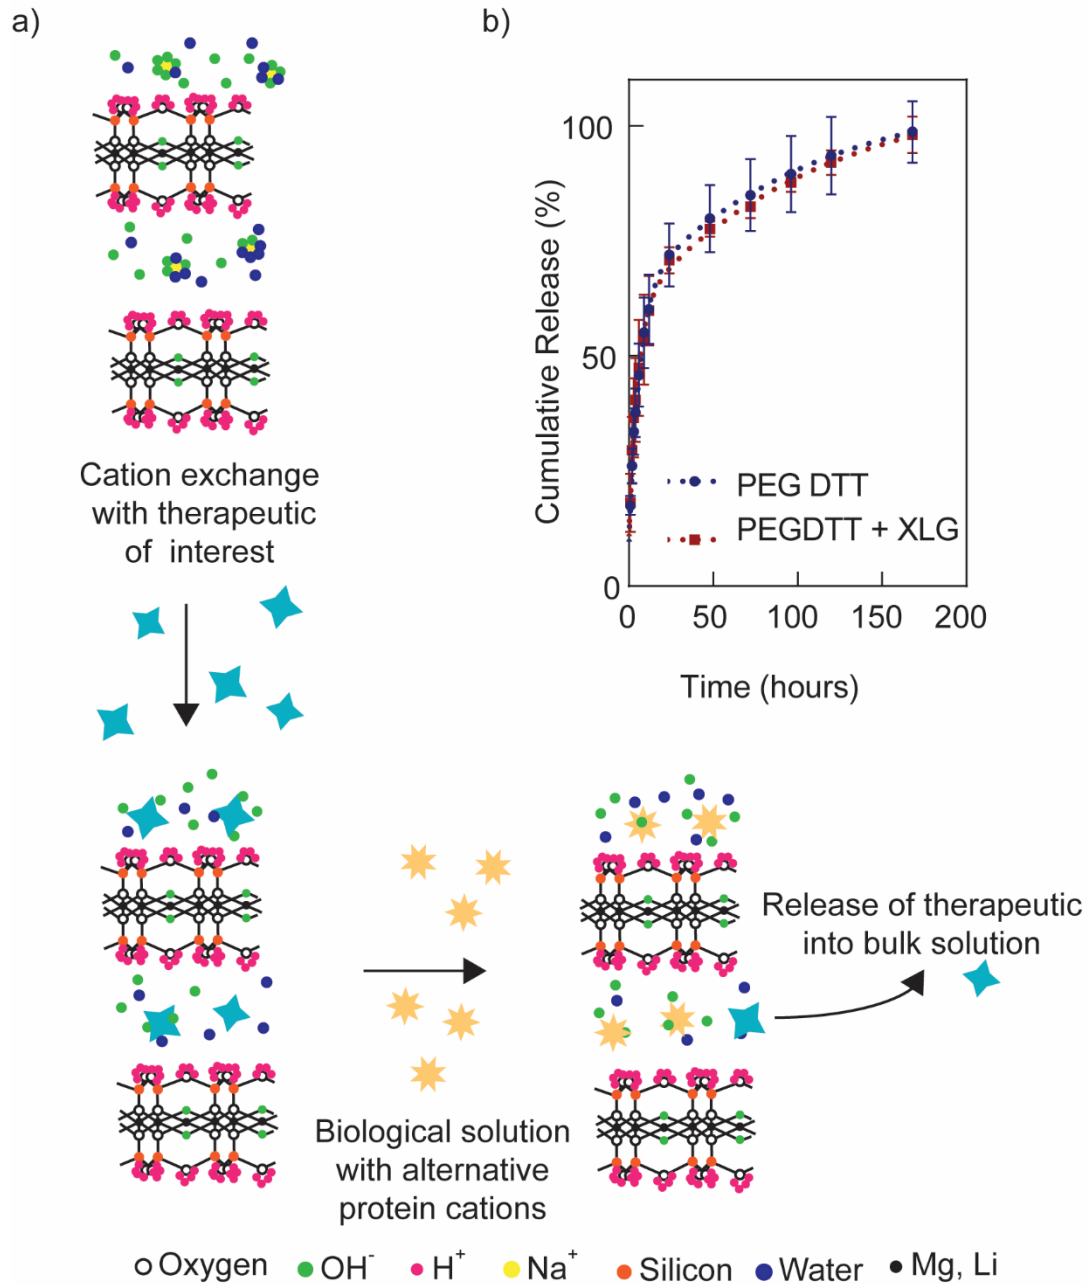 a)
Cation exchange
with therapeutic
of interest
b)
Cumulative Release (%)
100
50
0
PEG DTT
PEGDTT + XLG
0 50 100 150 200
Time (hours)
Biological solution
with alternative
protein cations
Release of therapeutic
into bulk solution
Oxygen OH⁻ H⁺ Na⁺ Silicon Water Mg, Li